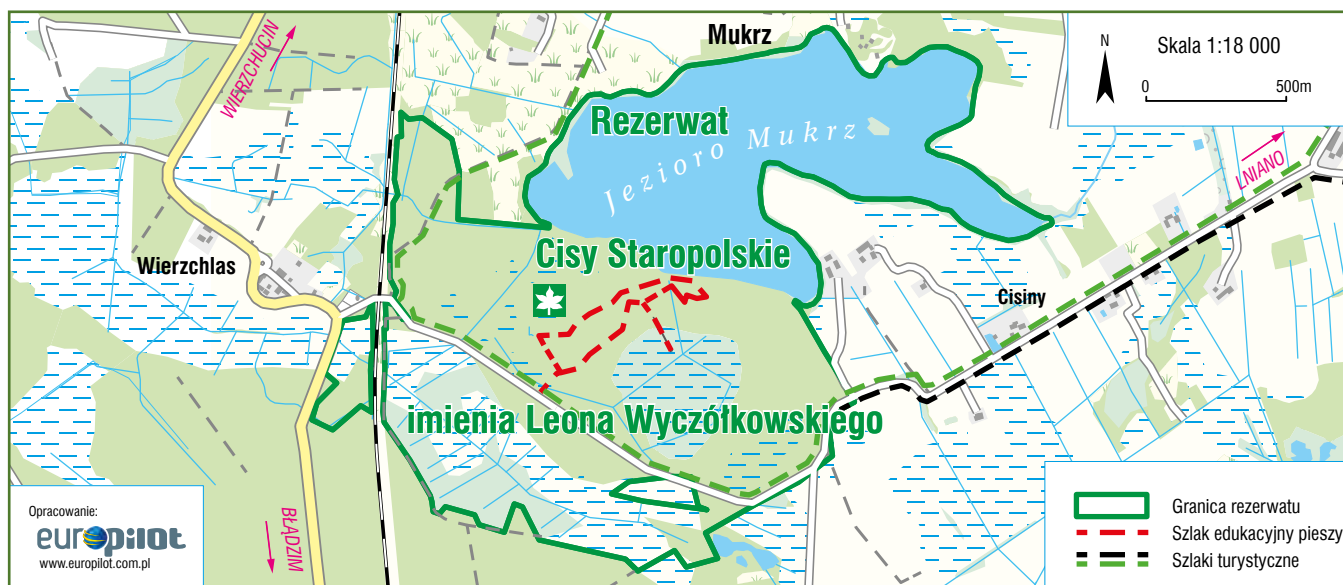 Mukrz
N
Skala 1:18 000
0
500m
WIERZCHUCIN
Rezerwat
Jezioro Mukrz
LNIANO
Cisy Staropolskie
Wierzchlas
Cisiny
imienia Leona Wyczółkowskiego
BŁĄDZIM
Opracowanie:
europilot
www.europilot.com.pl
Granica rezerwatu
Szlak edukacyjny pieszy
Szlaki turystyczne